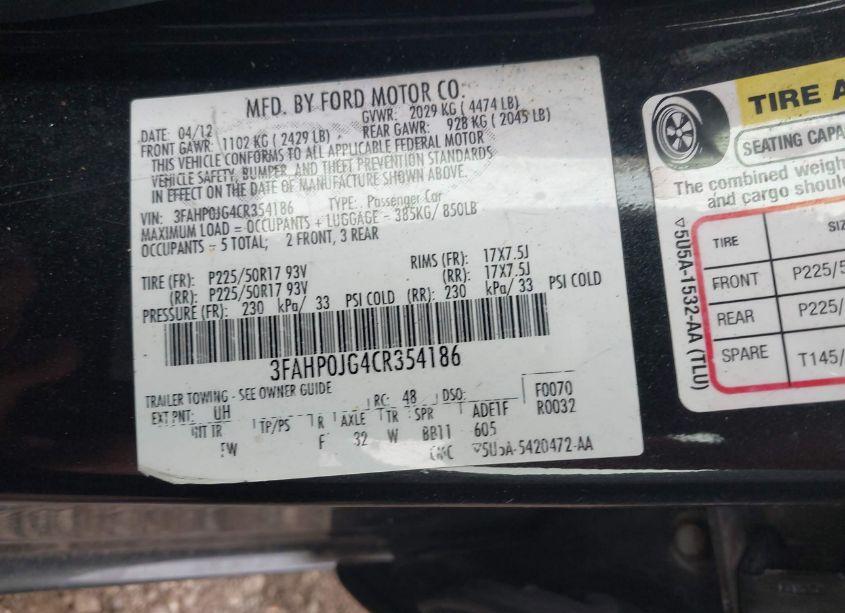 MFD. BY FORD MOTOR CO.
DATE: 04/12 GVWR: 2029 KG ( 4474 LB)
FRONT GAWR: 1102 KG ( 2429 LB) REAR GAWR: 928 KG ( 2045 LB)
THIS VEHICLE CONFORMS TO ALL APPLICABLE FEDERAL MOTOR
VEHICLE SAFETY, BUMPER, AND THEFT PREVENTION STANDARDS
IN EFFECT ON THE DATE OF MANUFACTURE SHOWN ABOVE.
VIN: 3FAHP0JG4CR354186 TYPE: Passenger Car
MAXIMUM LOAD = OCCUPANTS + LUGGAGE = 385KG/ 850LB
OCCUPANTS = 5 TOTAL; 2 FRONT, 3 REAR
TIRE (FR): P225/50R17 93V RIMS (FR): 17X7.5J
(RR): P225/50R17 93V (RR): 17X7.5J
PRESSURE (FR): 230 kPa/ 33 PSI COLD (RR): 230 kPa/ 33 PSI COLD
3FAHP0JG4CR354186
TRAILER TOWING - SEE OWNER GUIDE
EXT PNT: UH RC: 48 DSO: F0070
R0032
INT TR TP/PS R AXLE TR SPR ADE1F
FW F 32 W BB11 605
▽5U5A-5420472-AA
TIRE A
SEATING CAPA
The combined weigh
and cargo shou
TIRE SI
FRONT P225/5
REAR P225/
SPARE T145/
▽5U5A-1532-AA (TLU)